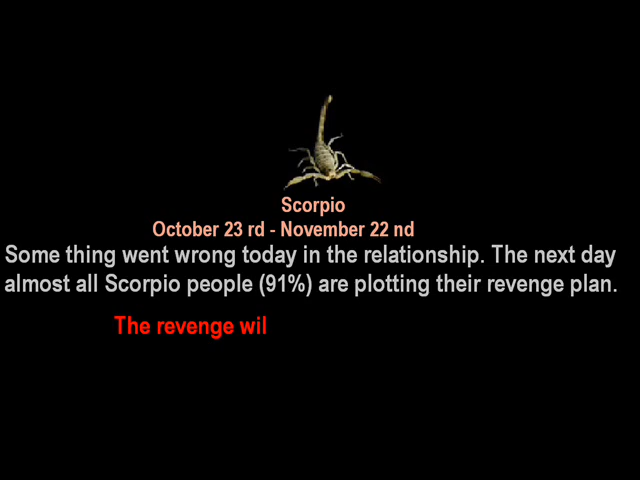 Scorpio
October 23 rd - November 22 nd
Some thing went wrong today in the relationship. The next day
almost all Scorpio people (91%) are plotting their revenge plan.
The revenge wil